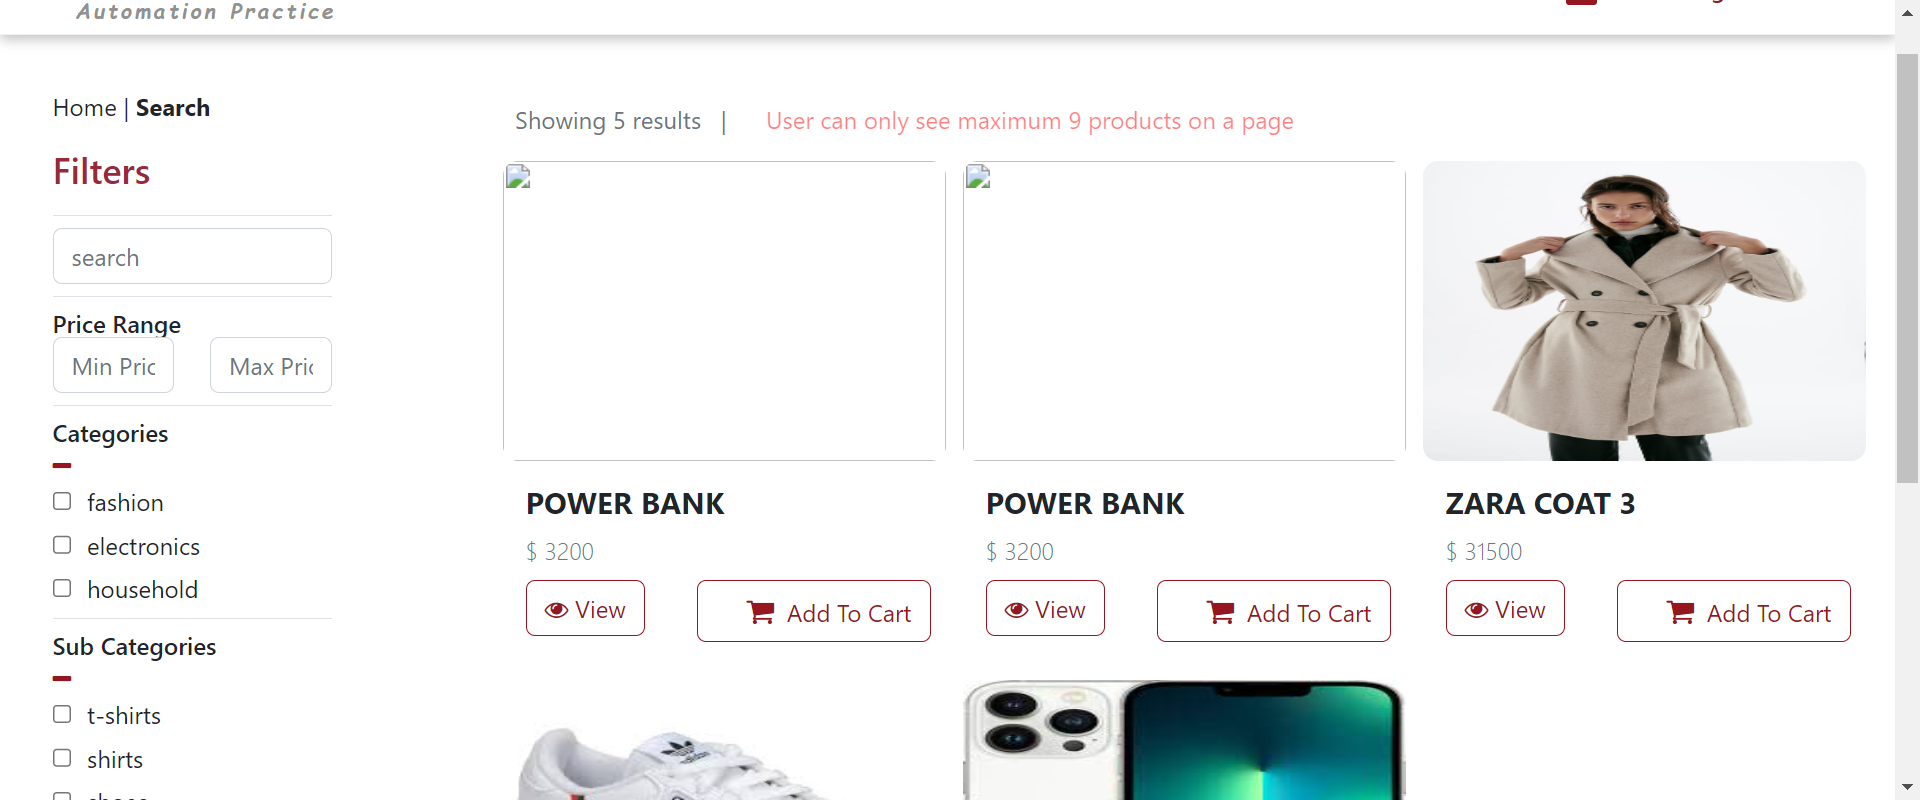 Automation Practice
Home | Search
Showing 5 results | User can only see maximum 9 products on a page
Filters
search
Price Range
Min Pric
Max Pric
Categories
fashion
electronics
household
Sub Categories
t-shirts
shirts
POWER BANK
$ 3200
View
Add To Cart
POWER BANK
$ 3200
View
Add To Cart
ZARA COAT 3
$ 31500
View
Add To Cart
adidas